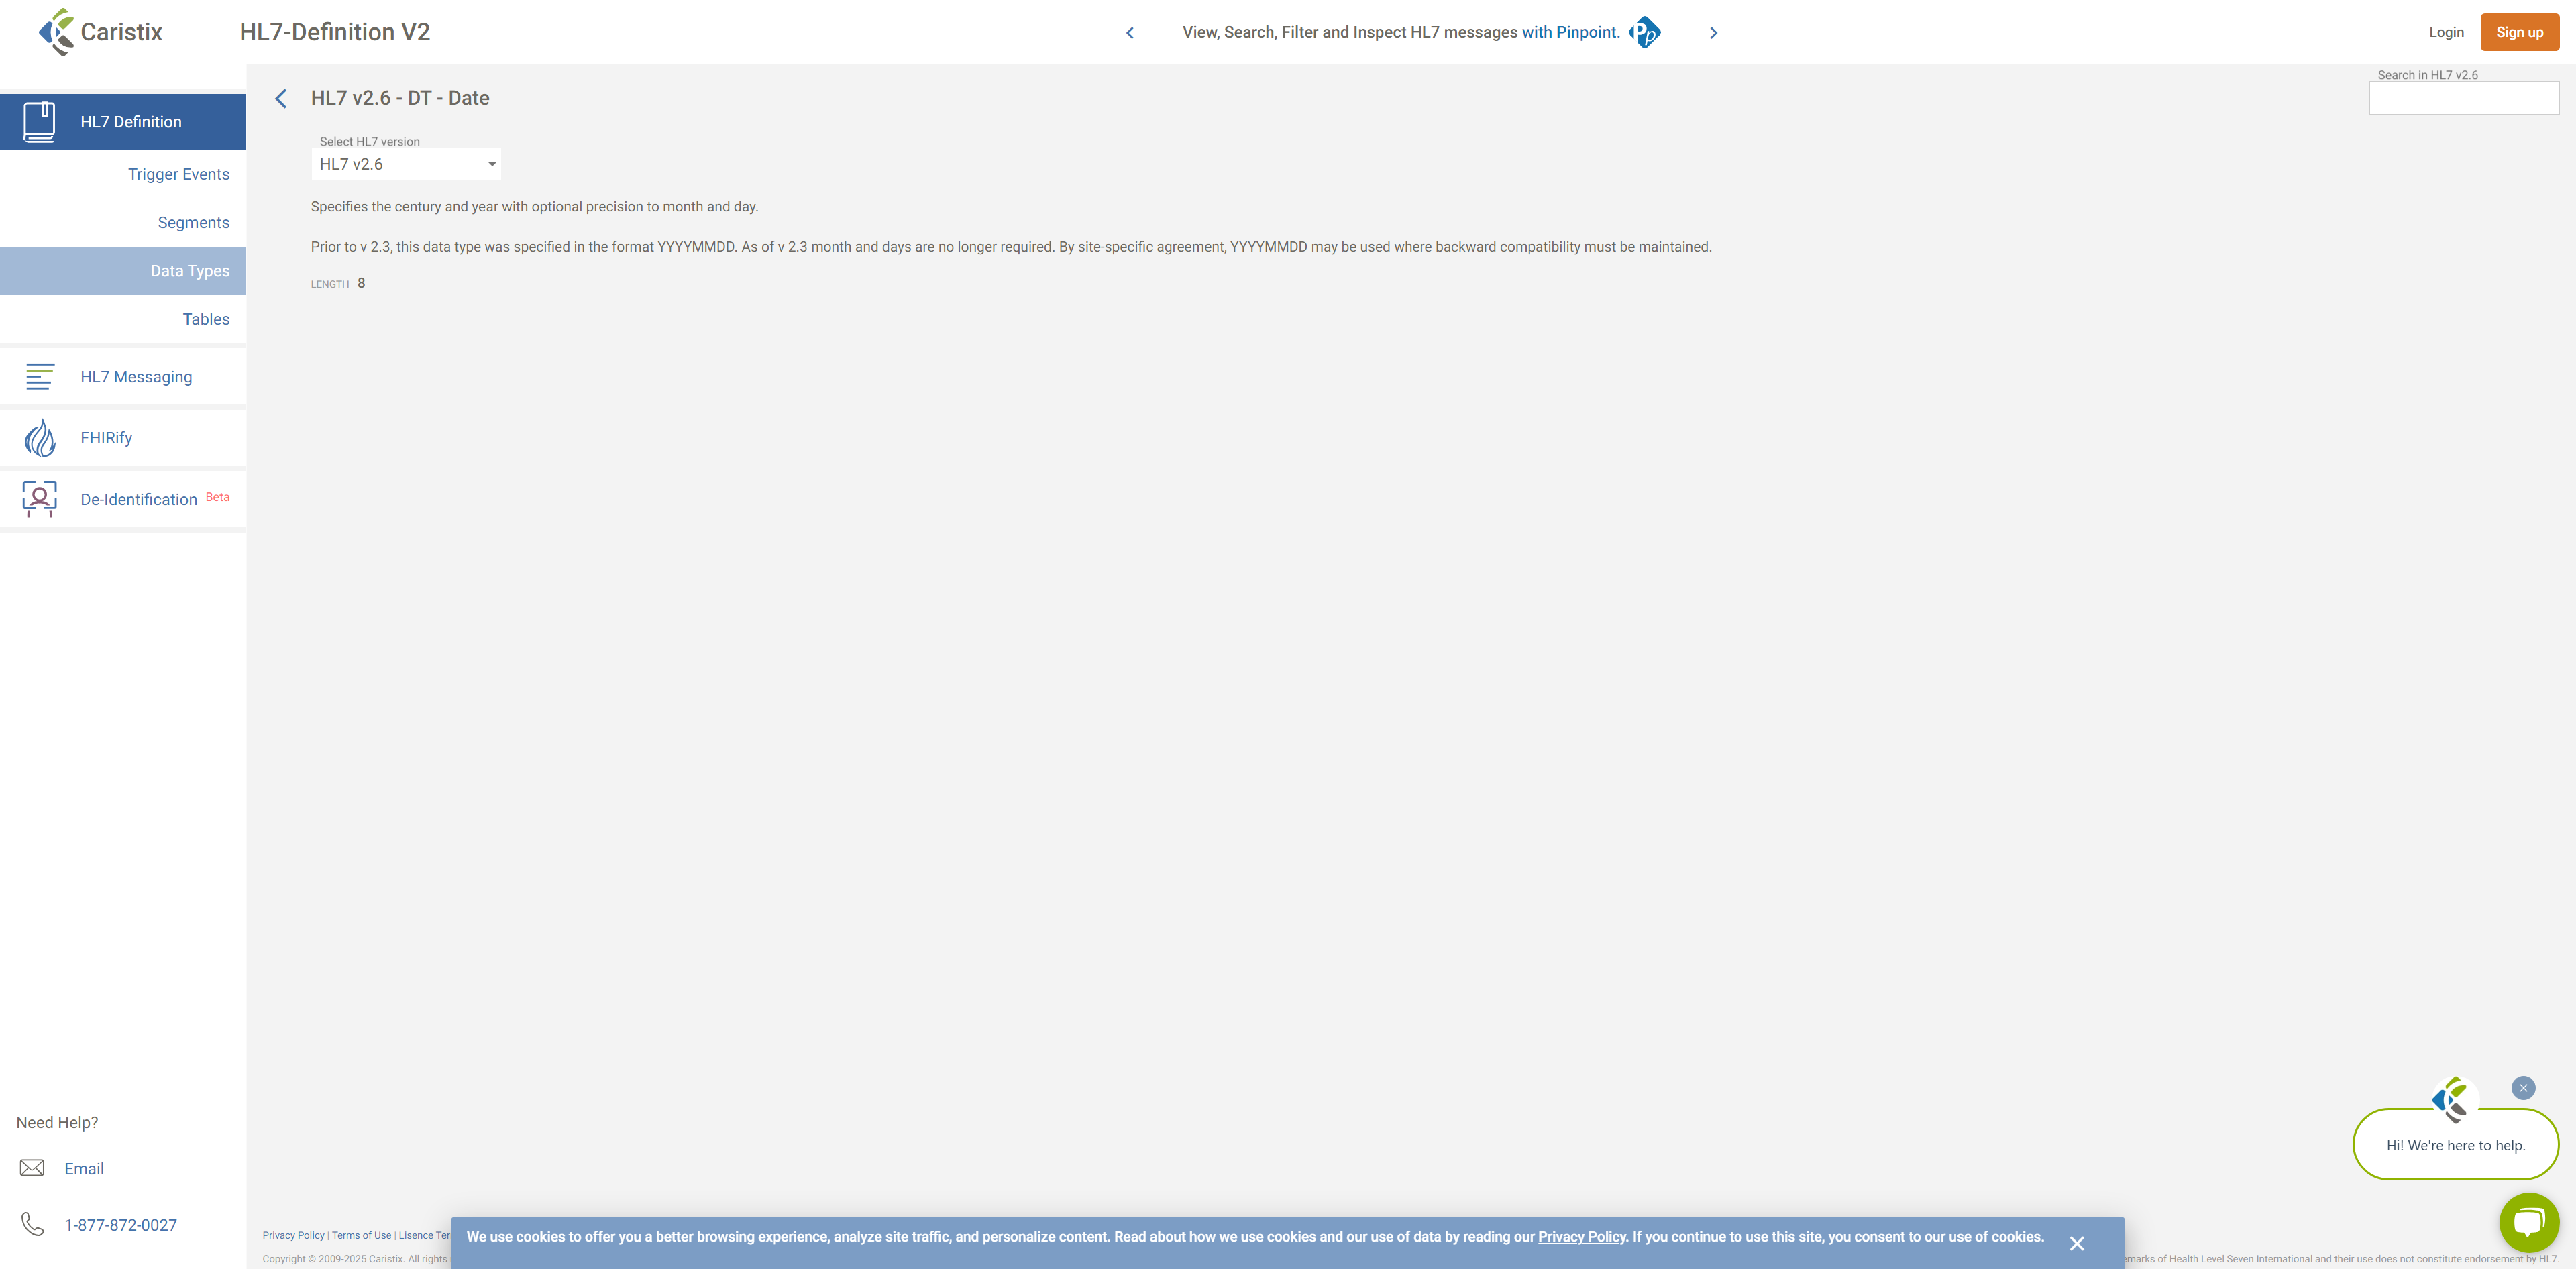 Caristix
HL7-Definition V2
View, Search, Filter and Inspect HL7 messages with Pinpoint.
Pp
Login
Sign up
HL7 Definition
Trigger Events
Segments
Data Types
Tables
HL7 Messaging
FHIRify
De-Identification Beta
Need Help?
Email
1-877-872-0027
HL7 v2.6 - DT - Date
Search in HL7 v2.6
Select HL7 version
HL7 v2.6
Specifies the century and year with optional precision to month and day.
Prior to v 2.3, this data type was specified in the format YYYYMMDD. As of v 2.3 month and days are no longer required. By site-specific agreement, YYYYMMDD may be used where backward compatibility must be maintained.
LENGTH 8
Hi! We're here to help.
Privacy Policy | Terms of Use | Lisence Ter
We use cookies to offer you a better browsing experience, analyze site traffic, and personalize content. Read about how we use cookies and our use of data by reading our Privacy Policy. If you continue to use this site, you consent to our use of cookies.
Copyright © 2009-2025 Caristix. All rights
emarks of Health Level Seven International and their use does not constitute endorsement by HL7.